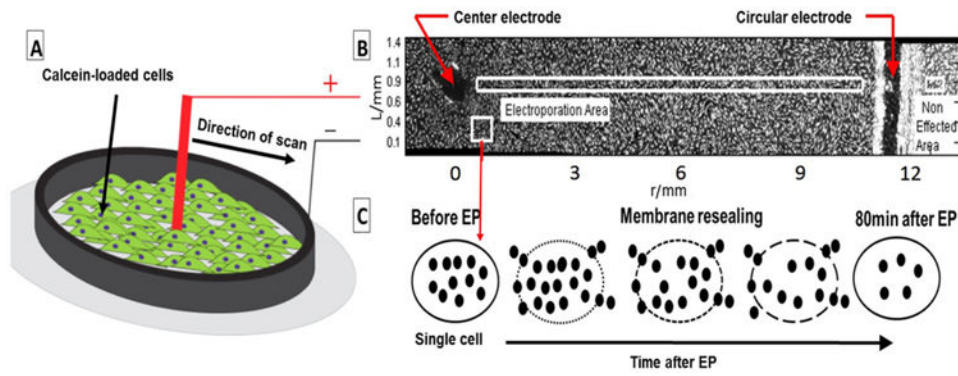 A
Calcein-loaded cells
+
Direction of scan
−
B
Center electrode
Circular electrode
L/mm
1.4
1.3
0.9
0.6
0.4
0.1
Electroporation Area
Non
Effected
Area
0 3 6 9 12
r/mm
C
Before EP
Membrane resealing
80min after EP
Single cell
Time after EP